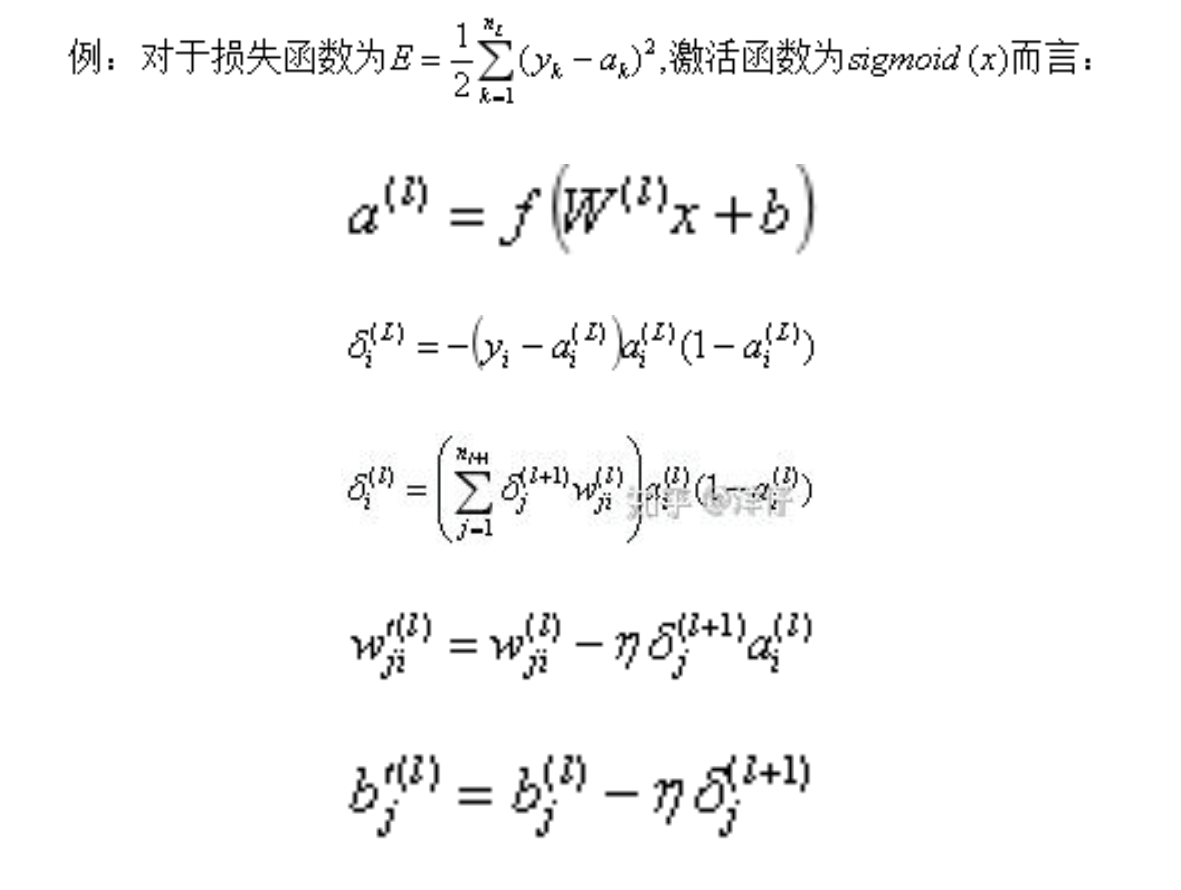 例：对于损失函数为 $E = \frac{1}{2}\sum_{k=1}^{n_L}(y_k - a_k)^2$,激活函数为 $sigmoid(x)$ 而言：
$a^{(l)} = f\left(W^{(l)}x + b\right)$
$\delta_i^{(L)} = -\left(y_i - a_i^{(L)}\right)a_i^{(L)}(1 - a_i^{(L)})$
$\delta_i^{(l)} = \left(\sum_{j=1}^{n_{l+1}} \delta_j^{(l+1)} w_{ji}^{(l)}\right)a_i^{(l)}(1 - a_i^{(l)})$
知乎 @洋仔
$w_{ji}'^{(l)} = w_{ji}^{(l)} - \eta\,\delta_j^{(l+1)} a_i^{(l)}$
$b_j'^{(l)} = b_j^{(l)} - \eta\,\delta_j^{(l+1)}$